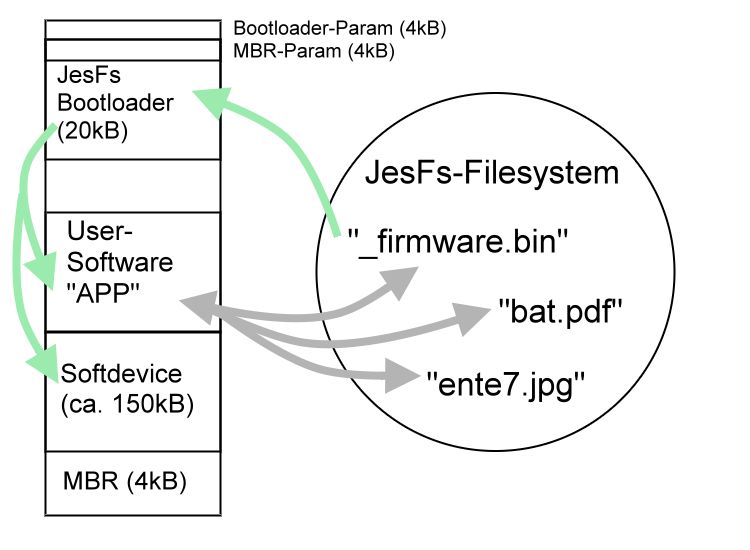 Bootloader-Param (4kB)
MBR-Param (4kB)
JesFs
Bootloader
(20kB)
JesFs-Filesystem
"_firmware.bin"
User-
Software
"APP"
"bat.pdf"
"ente7.jpg"
Softdevice
(ca. 150kB)
MBR (4kB)